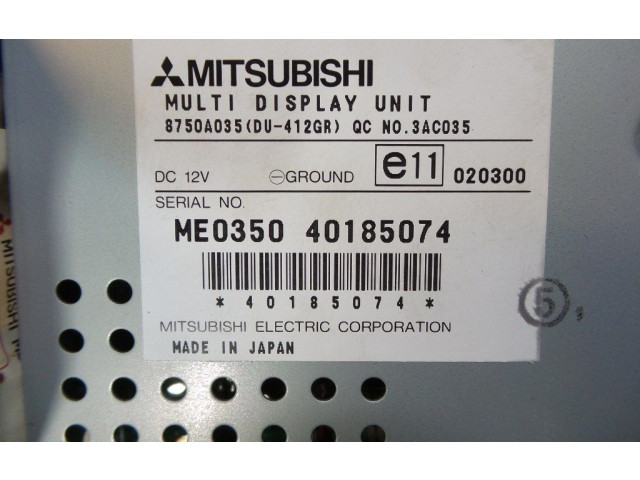 MITSUBISHI
MULTI DISPLAY UNIT
8750A035(DU-412GR) QC NO.3AC035
DC 12V ⊖GROUND e11 020300
SERIAL NO.
ME0350 40185074
*40185074*
MITSUBISHI ELECTRIC CORPORATION
MADE IN JAPAN
5
MITSUBISHI